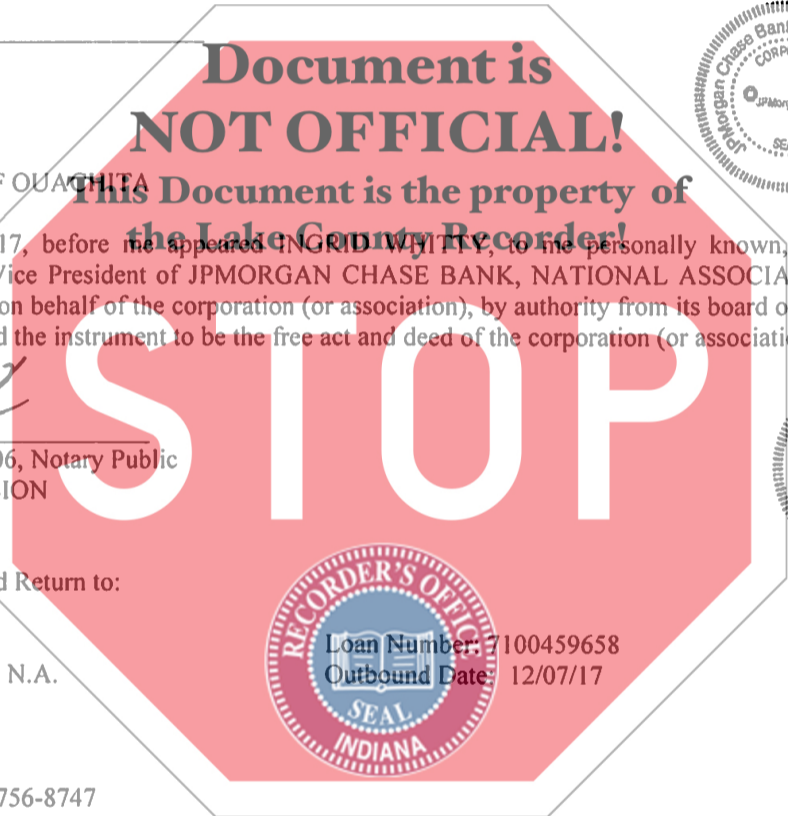 Document is
NOT OFFICIAL!
This Document is the property of
the Lake County Recorder!
JPMorgan Chase Bank
F OUACHITA
17, before me appeared INGRID WHITTY, to me personally known,
Vice President of JPMORGAN CHASE BANK, NATIONAL ASSOCIA
on behalf of the corporation (or association), by authority from its board o
d the instrument to be the free act and deed of the corporation (or associati
STOP
06, Notary Public
ION
d Return to:
RECORDER'S OFFICE
Loan Number: 7100459658
N.A.
Outbound Date: 12/07/17
SEAL
INDIANA
756-8747